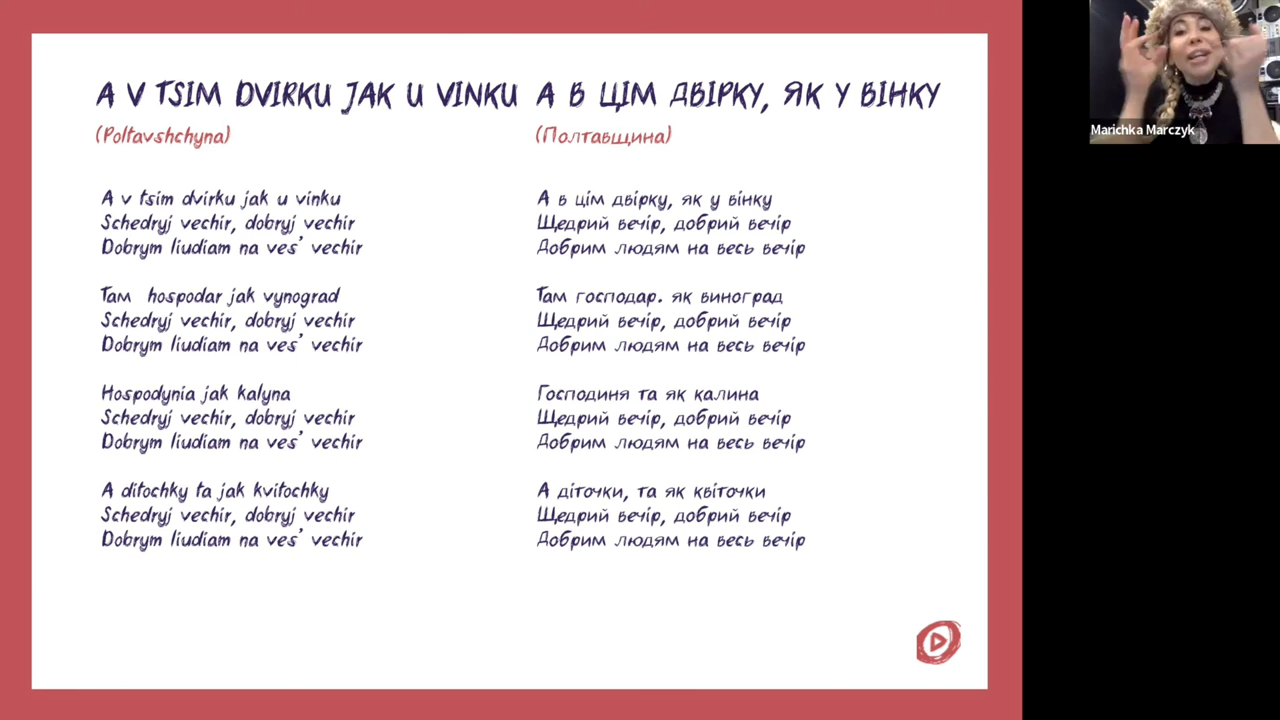 A V TSIM DVIRKU JAK U VINKU
(Poltavshchyna)
A v tsim dvirku jak u vinku
Schedryj vechir, dobryj vechir
Dobrym liudiam na ves' vechir
Tam hospodar jak vynograd
Schedryj vechir, dobryj vechir
Dobrym liudiam na ves' vechir
Hospodynia jak kalyna
Schedryj vechir, dobryj vechir
Dobrym liudiam na ves' vechir
A ditochky ta jak kvitochky
Schedryj vechir, dobryj vechir
Dobrym liudiam na ves' vechir
А В ЦІМ ДВІРКУ, ЯК У ВІНКУ
(Полтавщина)
А в цім двірку, як у вінку
Щедрий вечір, добрий вечір
Добрим людям на весь вечір
Там господар. як виноград
Щедрий вечір, добрий вечір
Добрим людям на весь вечір
Господиня та як калина
Щедрий вечір, добрий вечір
Добрим людям на весь вечір
А діточки, та як квіточки
Щедрий вечір, добрий вечір
Добрим людям на весь вечір
Marichka Marczyk